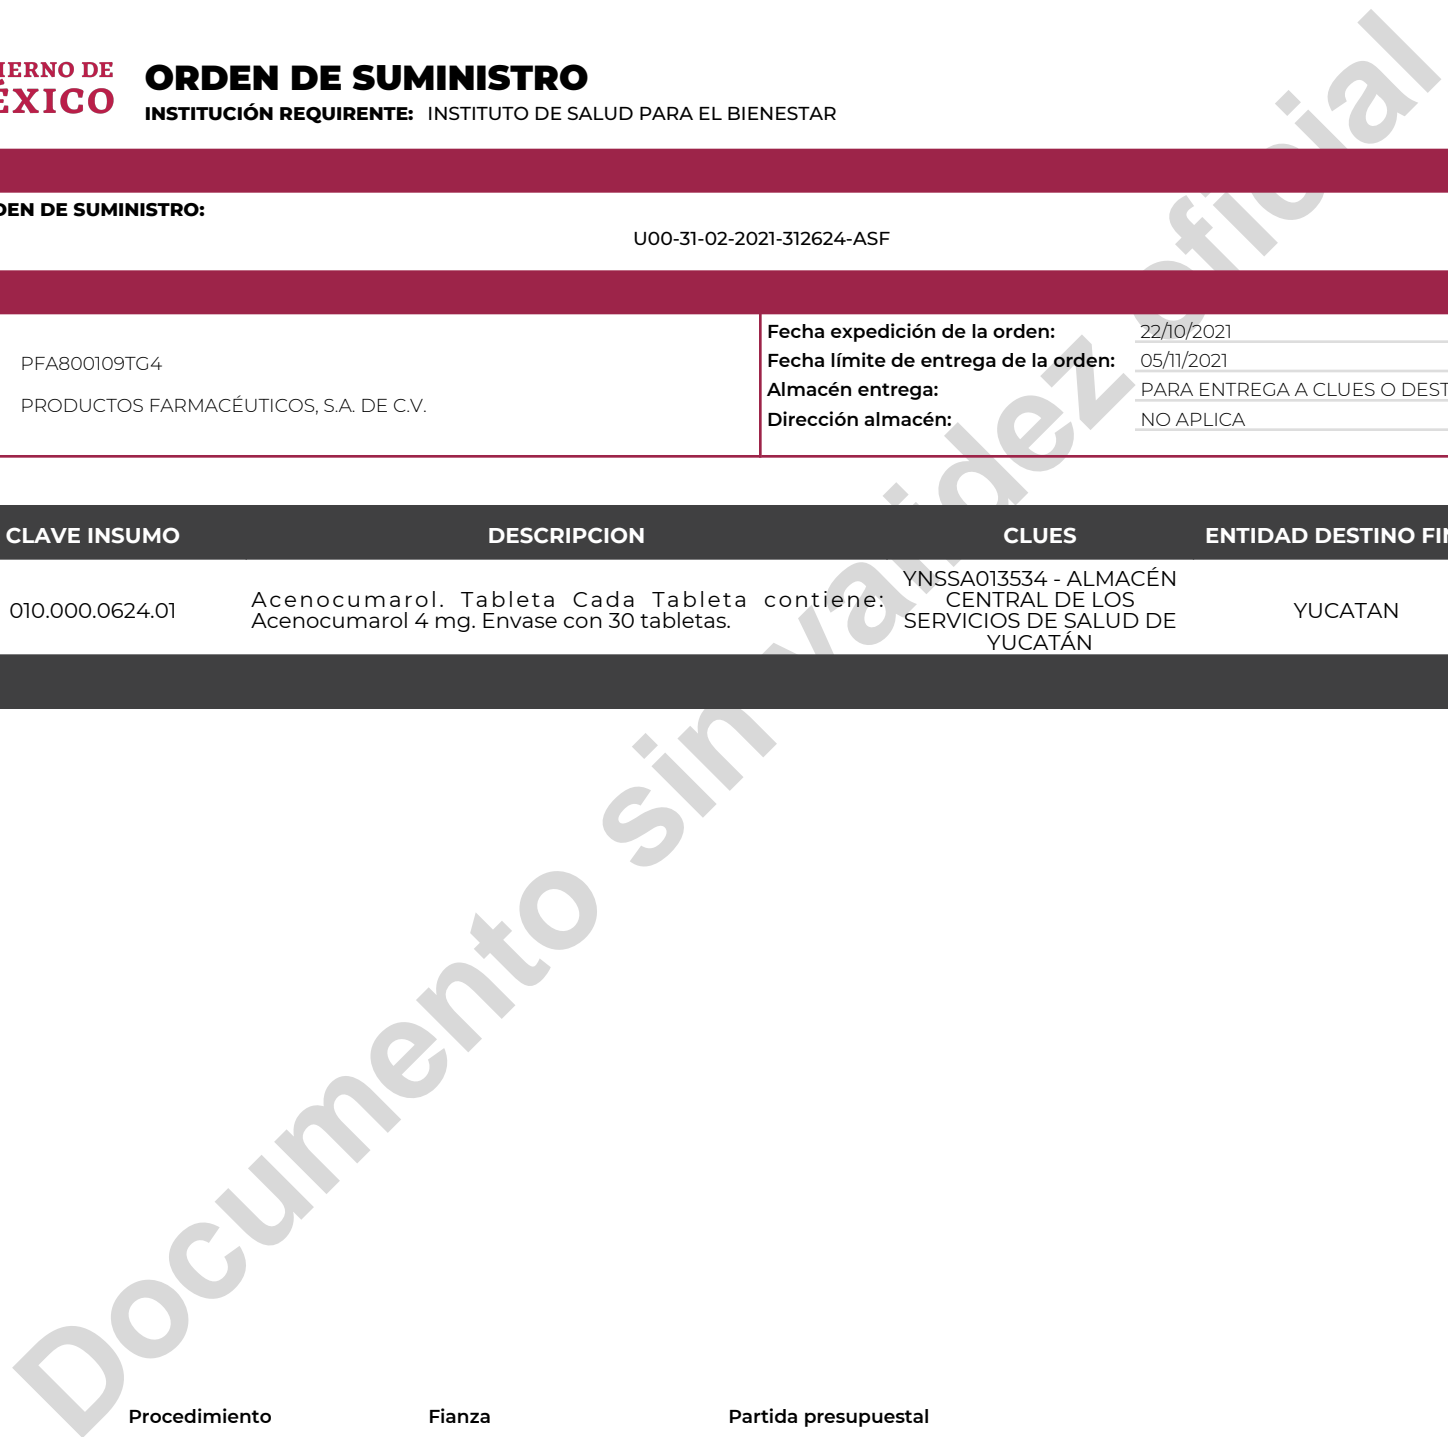 IERNO DE
ÉXICO
ORDEN DE SUMINISTRO
INSTITUCIÓN REQUIRENTE: INSTITUTO DE SALUD PARA EL BIENESTAR
DEN DE SUMINISTRO:
U00-31-02-2021-312624-ASF
PFA800109TG4
PRODUCTOS FARMACÉUTICOS, S.A. DE C.V.
Fecha expedición de la orden: 22/10/2021
Fecha límite de entrega de la orden: 05/11/2021
Almacén entrega: PARA ENTREGA A CLUES O DEST
Dirección almacén: NO APLICA
CLAVE INSUMO DESCRIPCION CLUES ENTIDAD DESTINO FIN
010.000.0624.01
Acenocumarol. Tableta Cada Tableta contiene:
Acenocumarol 4 mg. Envase con 30 tabletas.
YNSSA013534 - ALMACÉN
CENTRAL DE LOS
SERVICIOS DE SALUD DE
YUCATÁN
YUCATAN
Documento sin validez oficial
Procedimiento Fianza Partida presupuestal